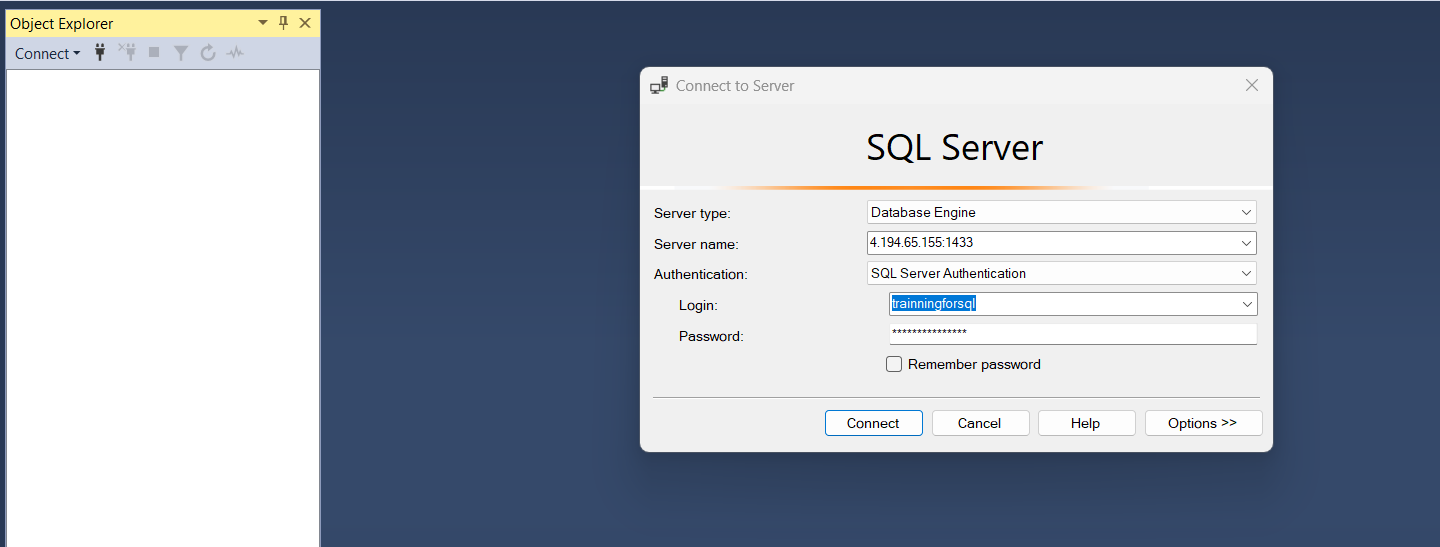 Object Explorer
Connect
Connect to Server
SQL Server
Server type: Database Engine
Server name: 4.194.65.155:1433
Authentication: SQL Server Authentication
Login: trainningforsql
Password: ***************
Remember password
Connect Cancel Help Options >>